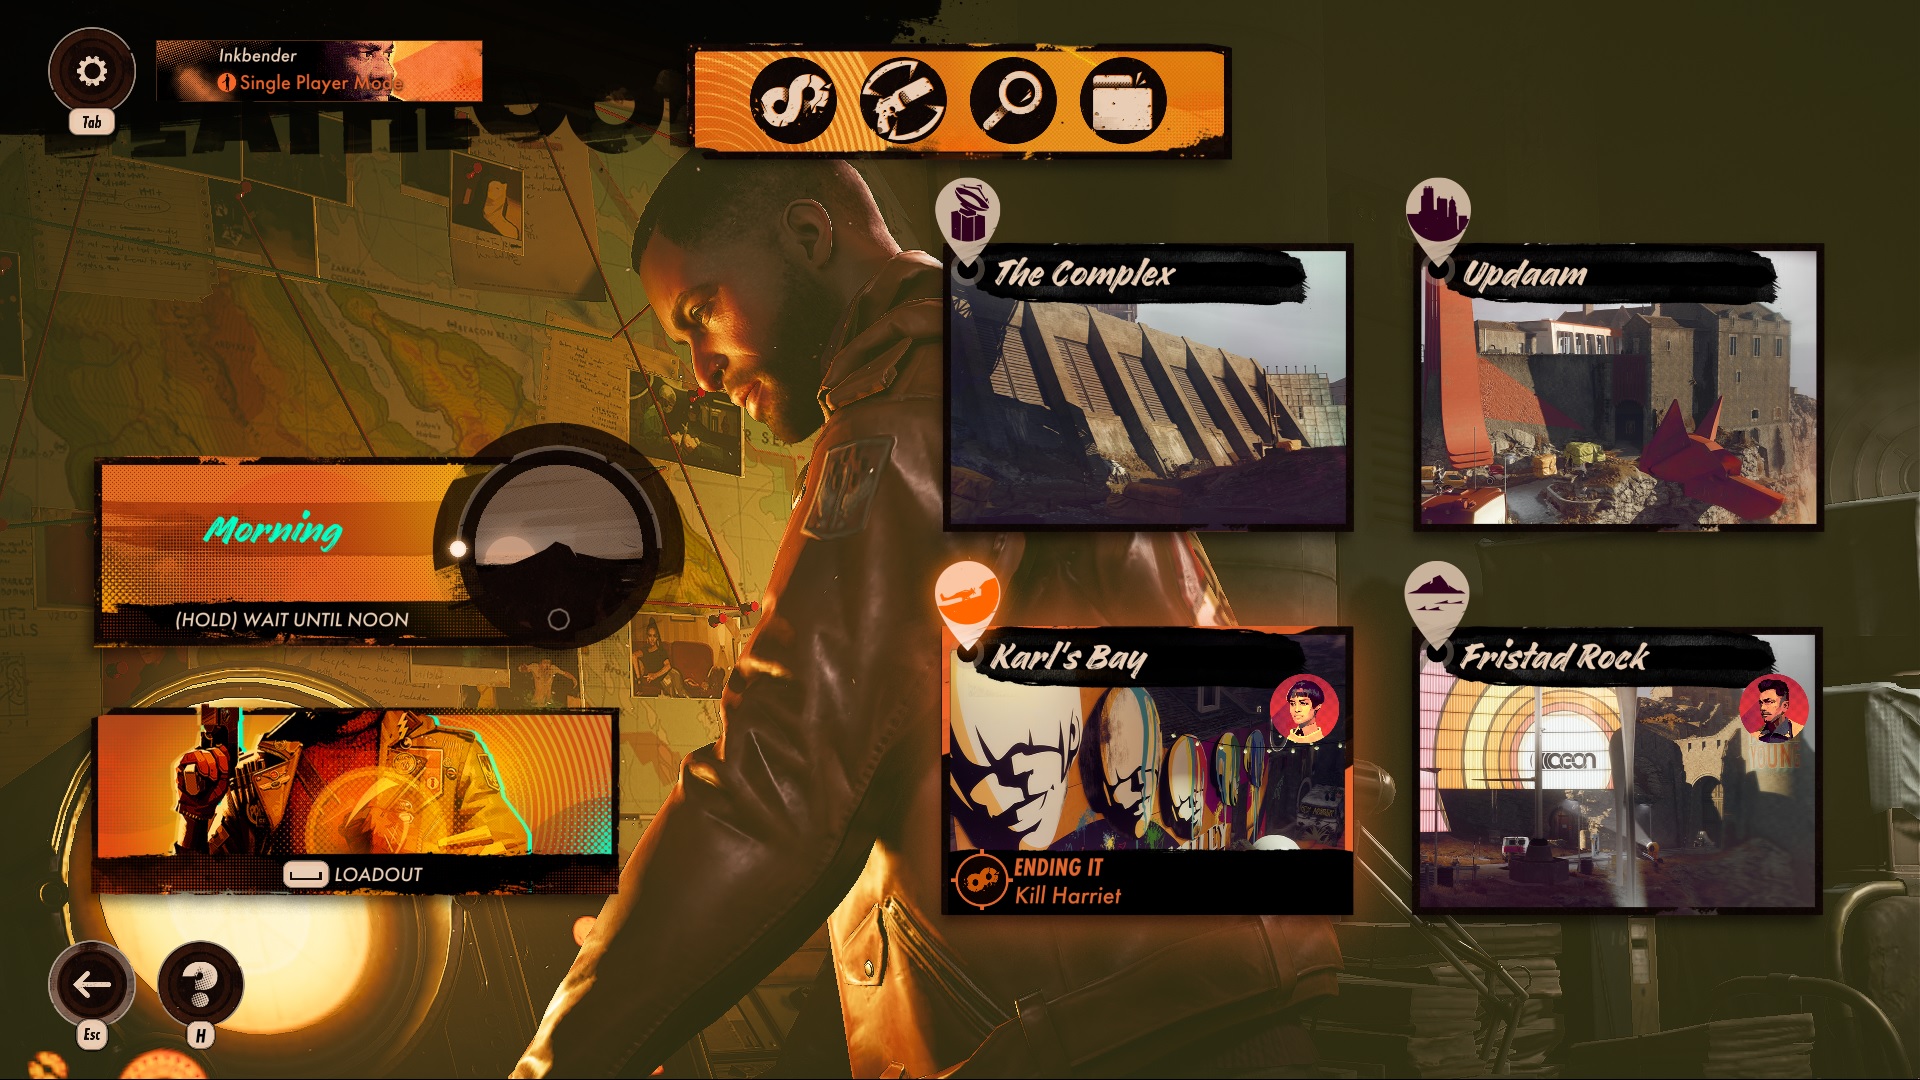 Inkbender
Single Player Mode
Tab
The Complex
Updaam
Morning
(HOLD) WAIT UNTIL NOON
Karl's Bay
Fristad Rock
aeon
ENDING IT
Kill Harriet
LOADOUT
Esc
H